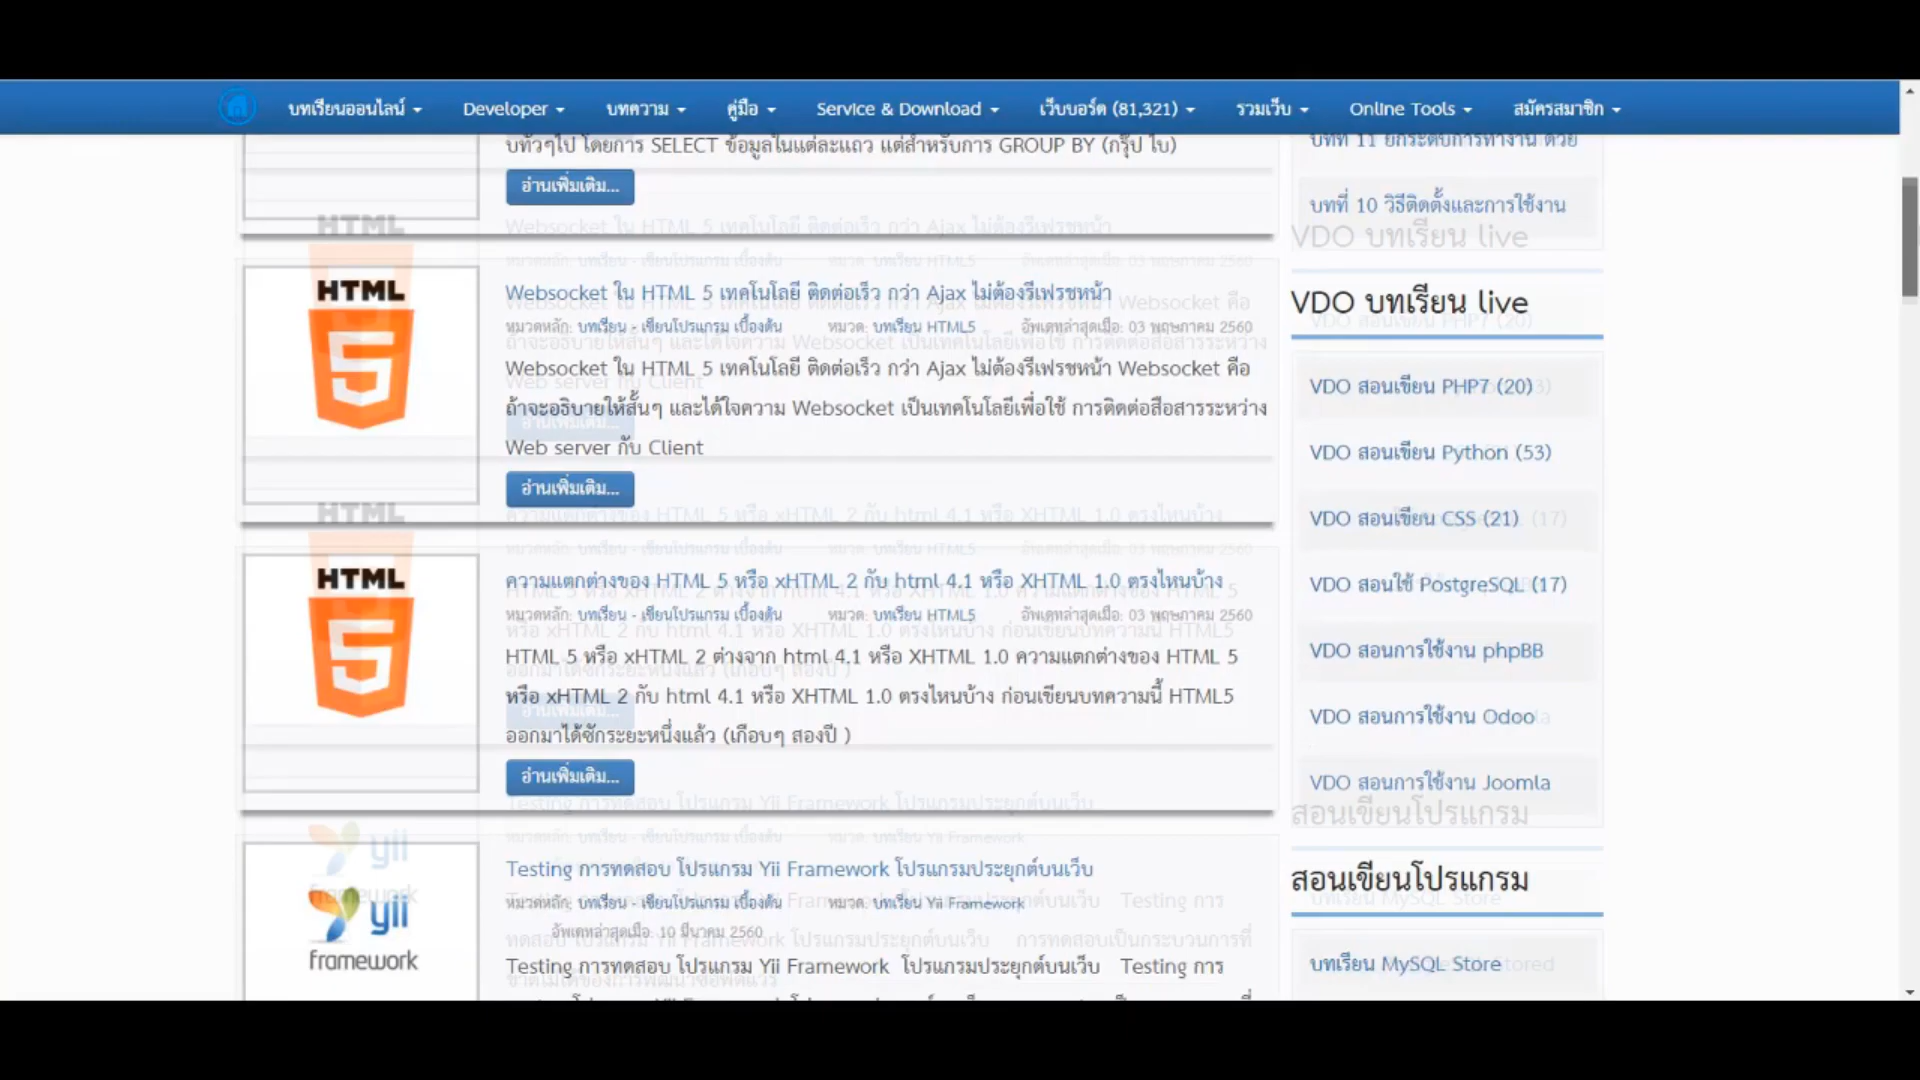 บทเรียนออนไลน์ Developer บทความ คู่มือ Service & Download เว็บบอร์ด (81,321) รวมเว็บ Online Tools สมัครสมาชิก
บทั่วๆไป โดยการ SELECT ข้อมูลในแต่ละแถว แต่สำหรับการ GROUP BY (กรุ๊ป ไบ)
อ่านเพิ่มเติม...
HTML
5
Websocket ใน HTML 5 เทคโนโลยี ติดต่อเร็ว กว่า Ajax ไม่ต้องรีเฟรชหน้า
หมวดหลัก: บทเรียน - เขียนโปรแกรม เบื้องต้น หมวด: บทเรียน HTML5 อัพเดทล่าสุดเมื่อ: 03 พฤษภาคม 2560
Websocket ใน HTML 5 เทคโนโลยี ติดต่อเร็ว กว่า Ajax ไม่ต้องรีเฟรชหน้า Websocket คือ
ถ้าจะอธิบายให้สั้นๆ และได้ใจความ Websocket เป็นเทคโนโลยีเพื่อใช้ การติดต่อสื่อสารระหว่าง
Web server กับ Client
อ่านเพิ่มเติม...
HTML
5
ความแตกต่างของ HTML 5 หรือ xHTML 2 กับ html 4.1 หรือ XHTML 1.0 ตรงไหนบ้าง
หมวดหลัก: บทเรียน - เขียนโปรแกรม เบื้องต้น หมวด: บทเรียน HTML5 อัพเดทล่าสุดเมื่อ: 03 พฤษภาคม 2560
HTML 5 หรือ xHTML 2 ต่างจาก html 4.1 หรือ XHTML 1.0 ความแตกต่างของ HTML 5
หรือ xHTML 2 กับ html 4.1 หรือ XHTML 1.0 ตรงไหนบ้าง ก่อนเขียนบทความนี้ HTML5
ออกมาได้ซักระยะหนึ่งแล้ว (เกือบๆ สองปี )
อ่านเพิ่มเติม...
yii
framework
Testing การทดสอบ โปรแกรม Yii Framework โปรแกรมประยุกต์บนเว็บ
หมวดหลัก: บทเรียน - เขียนโปรแกรม เบื้องต้น หมวด: บทเรียน Yii Framework
อัพเดทล่าสุดเมื่อ: 10 มีนาคม 2560
Testing การทดสอบ โปรแกรม Yii Framework โปรแกรมประยุกต์บนเว็บ Testing การ
บทที่ 11 ยกระดับการทำงาน ด้วย
บทที่ 10 วิธีติดตั้งและการใช้งาน
VDO บทเรียน live
VDO สอนเขียน PHP7 (20)
VDO สอนเขียน Python (53)
VDO สอนเขียน CSS (21)
VDO สอนใช้ PostgreSQL (17)
VDO สอนการใช้งาน phpBB
VDO สอนการใช้งาน Odoo
VDO สอนการใช้งาน Joomla
สอนเขียนโปรแกรม
บทเรียน MySQL Store